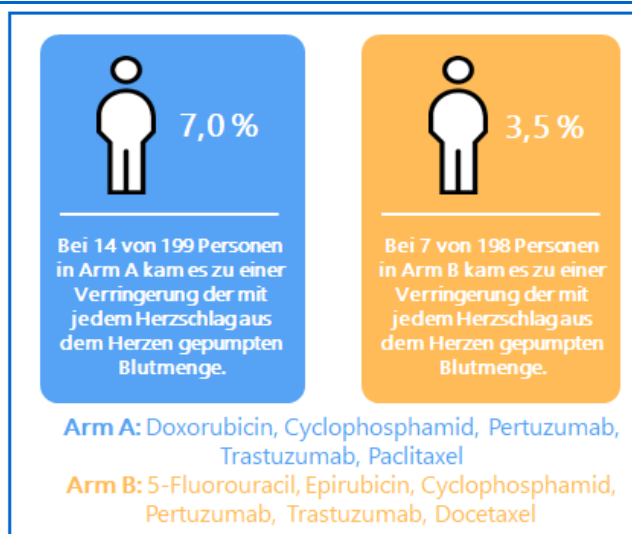 7,0 %
Bei 14 von 199 Personen
in Arm A kam es zu einer
Verringerung der mit
jedem Herzschlag aus
dem Herzen gepumpten
Blutmenge.
3,5 %
Bei 7 von 198 Personen
in Arm B kam es zu einer
Verringerung der mit
jedem Herzschlag aus
dem Herzen gepumpten
Blutmenge.
Arm A: Doxorubicin, Cyclophosphamid, Pertuzumab,
Trastuzumab, Paclitaxel
Arm B: 5-Fluorouracil, Epirubicin, Cyclophosphamid,
Pertuzumab, Trastuzumab, Docetaxel